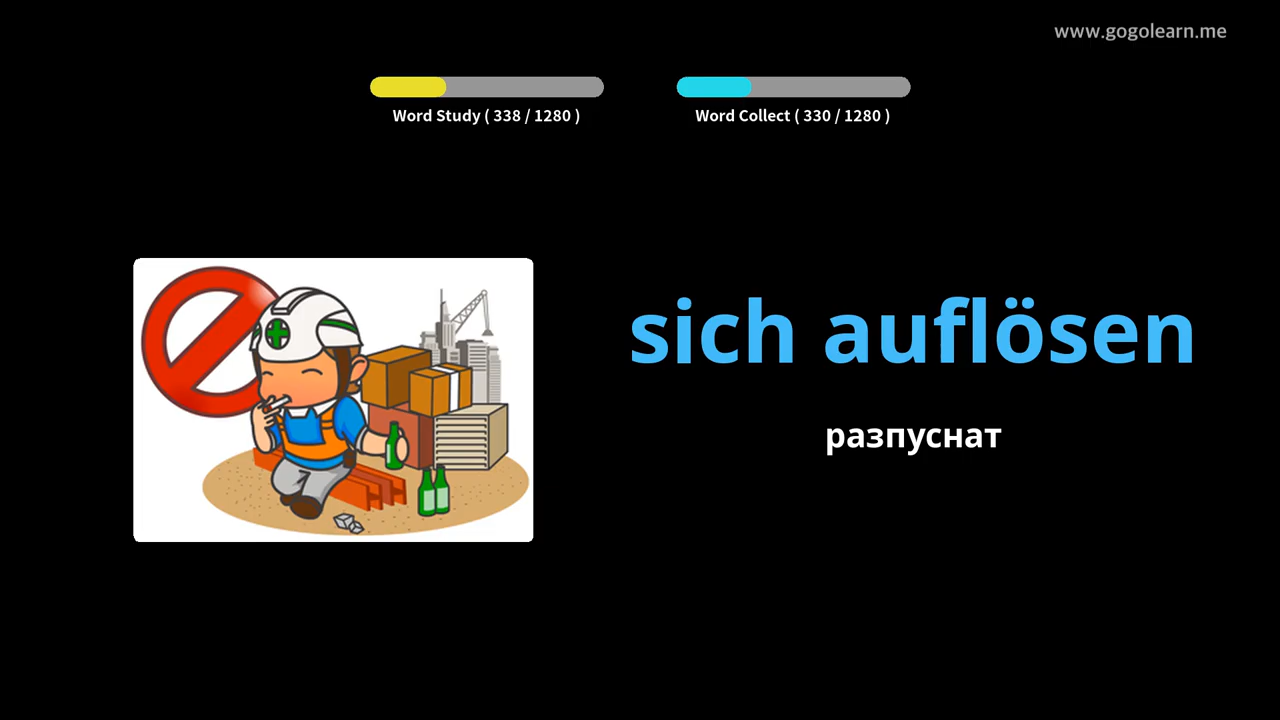 www.gogolearn.me
Word Study ( 338 / 1280 )
Word Collect ( 330 / 1280 )
sich auflösen
разпуснат